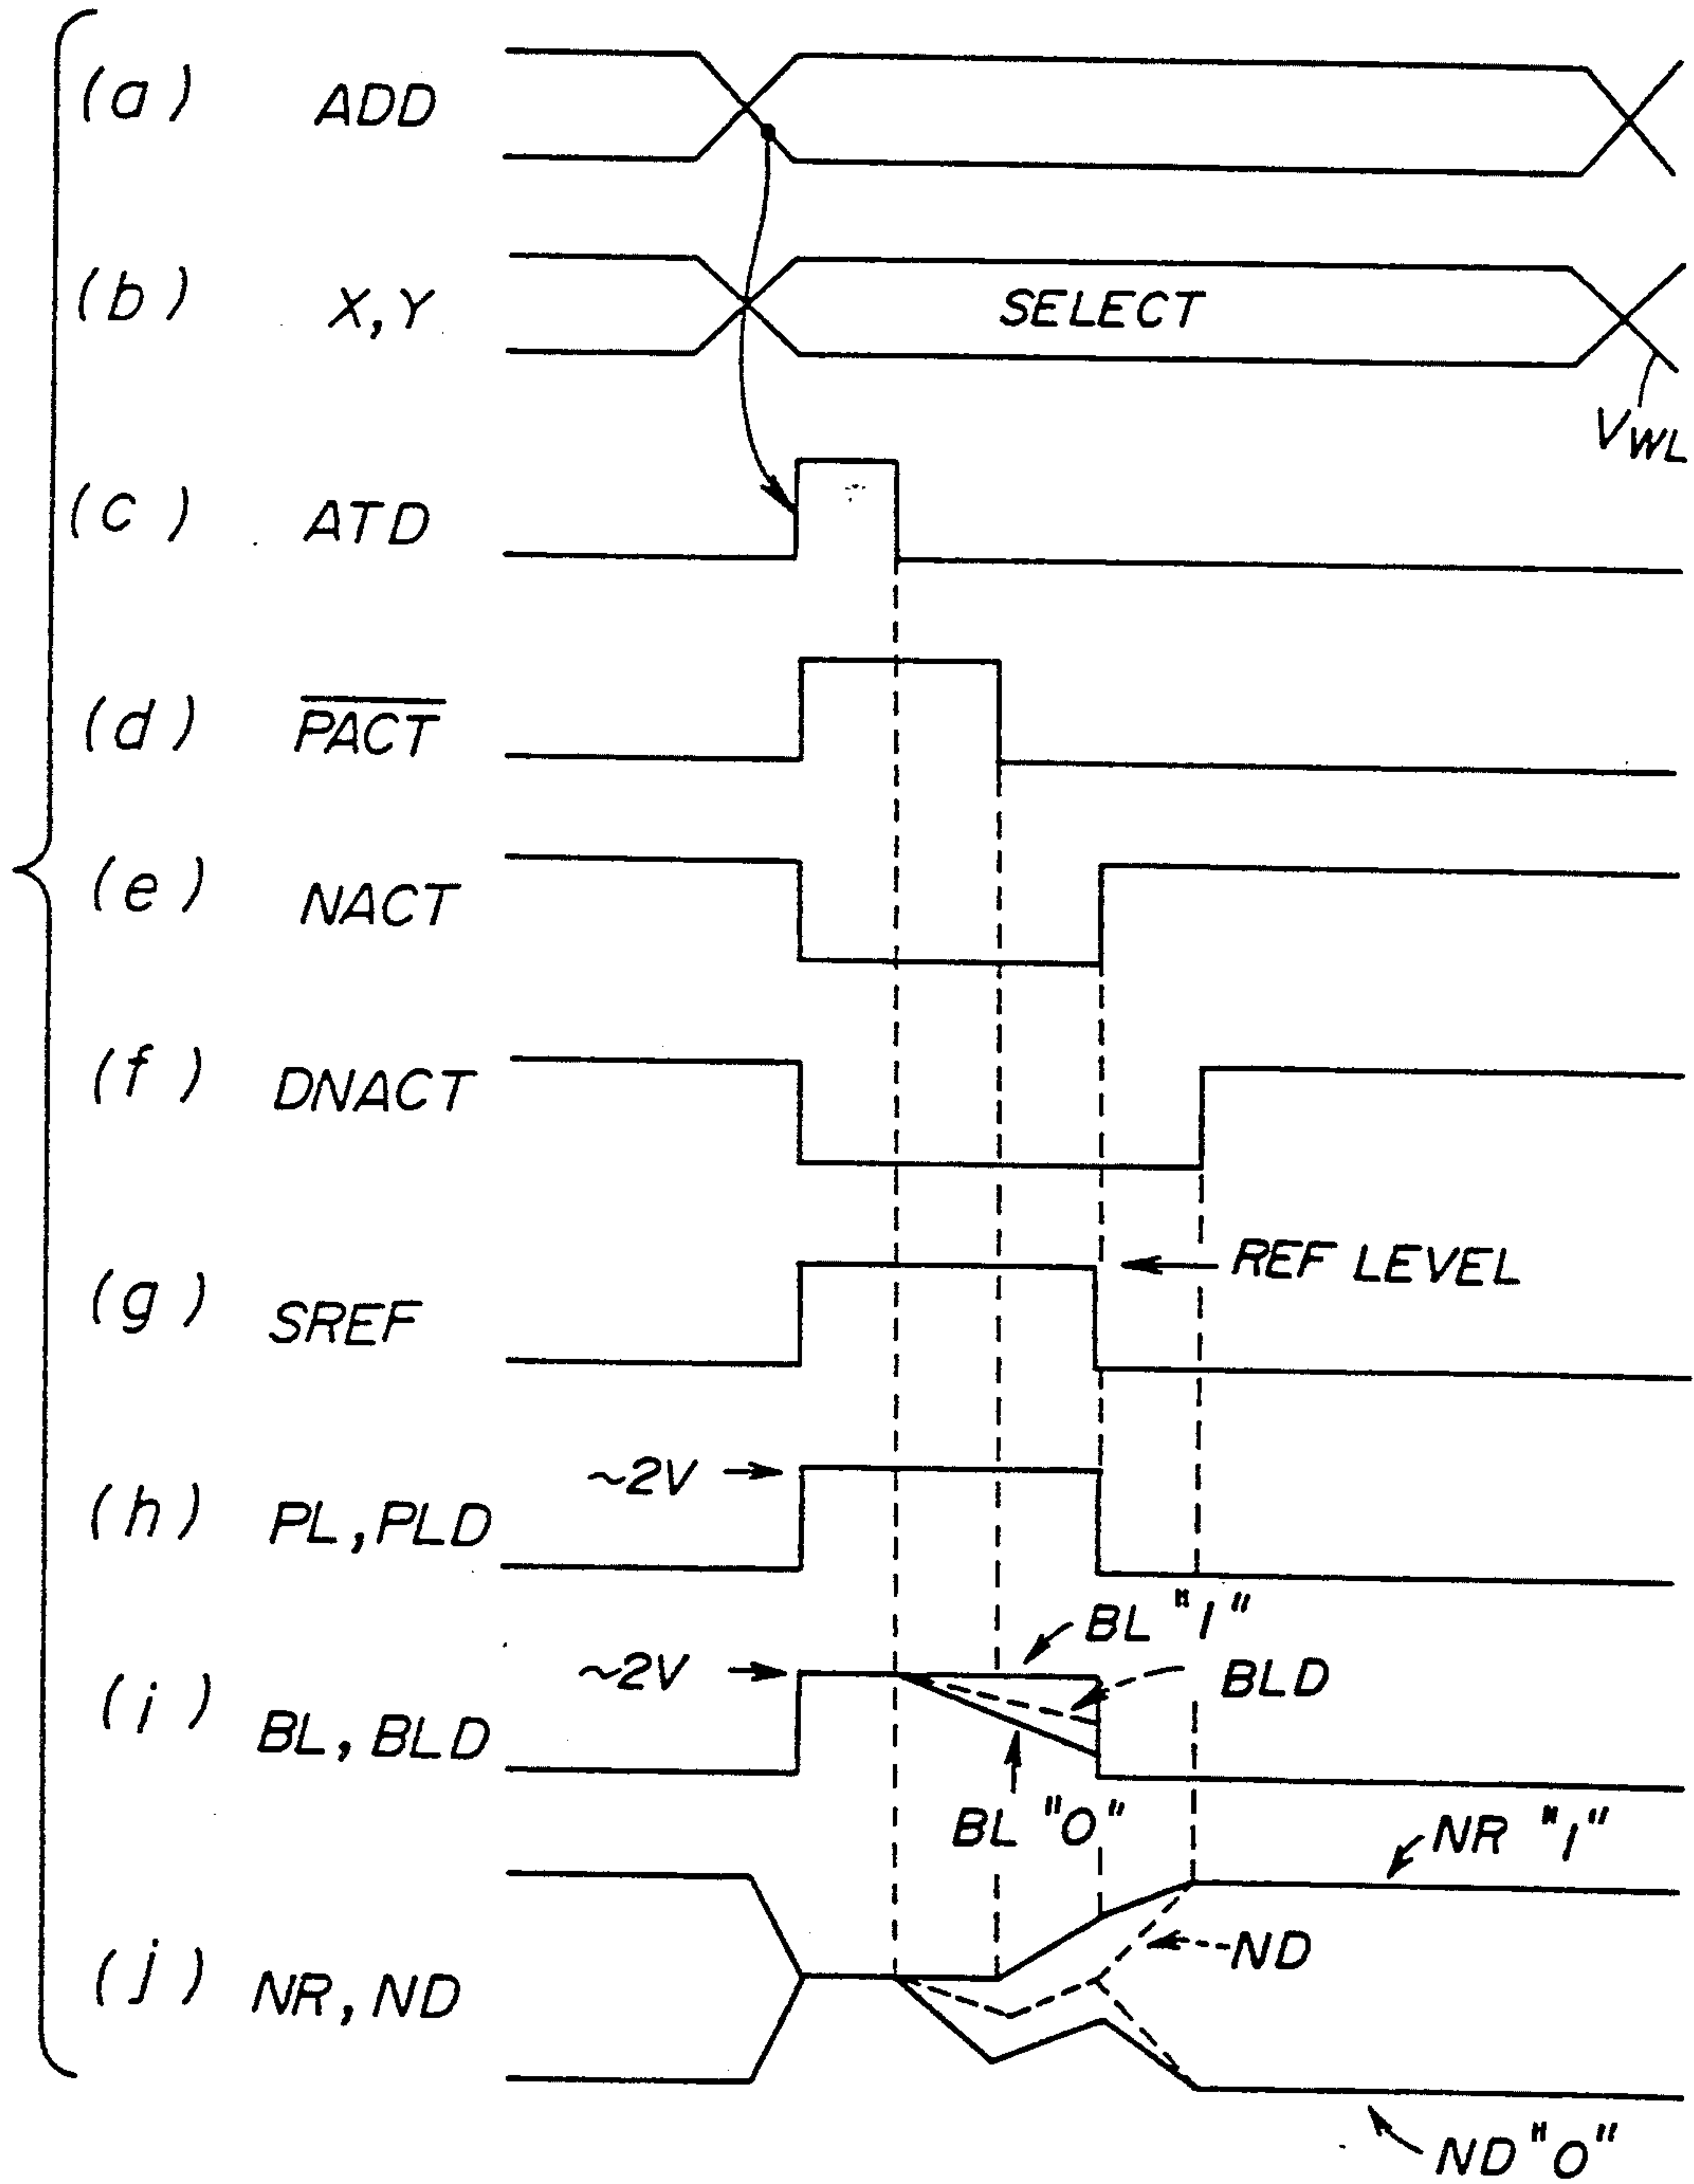 (a) ADD
(b) X, Y SELECT
VWL
(c) ATD
(d) PACT
(e) NACT
(f) DNACT
REF LEVEL
(g) SREF
~2V
(h) PL, PLD
BL "1"
~2V
BLD
(i) BL, BLD
BL "0"
NR "1"
ND
(j) NR, ND
ND "0"